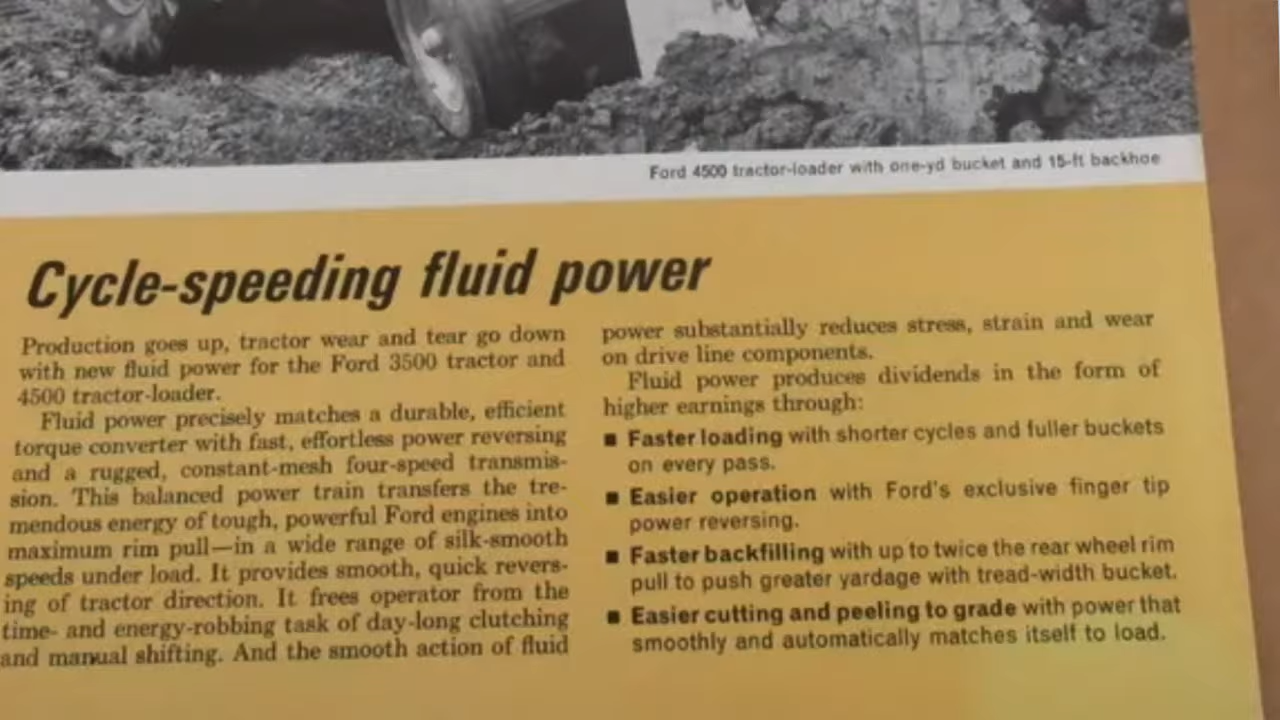 Ford 4500 tractor-loader with one-yd bucket and 15-ft backhoe
Cycle-speeding fluid power
Production goes up, tractor wear and tear go down
with new fluid power for the Ford 3500 tractor and
4500 tractor-loader.
Fluid power precisely matches a durable, efficient
torque converter with fast, effortless power reversing
and a rugged, constant-mesh four-speed transmis-
sion. This balanced power train transfers the tre-
mendous energy of tough, powerful Ford engines into
maximum rim pull—in a wide range of silk-smooth
speeds under load. It provides smooth, quick revers-
ing of tractor direction. It frees operator from the
time- and energy-robbing task of day-long clutching
and manual shifting. And the smooth action of fluid
power substantially reduces stress, strain and wear
on drive line components.
Fluid power produces dividends in the form of
higher earnings through:
■ Faster loading with shorter cycles and fuller buckets
on every pass.
■ Easier operation with Ford's exclusive finger tip
power reversing.
■ Faster backfilling with up to twice the rear wheel rim
pull to push greater yardage with tread-width bucket.
■ Easier cutting and peeling to grade with power that
smoothly and automatically matches itself to load.